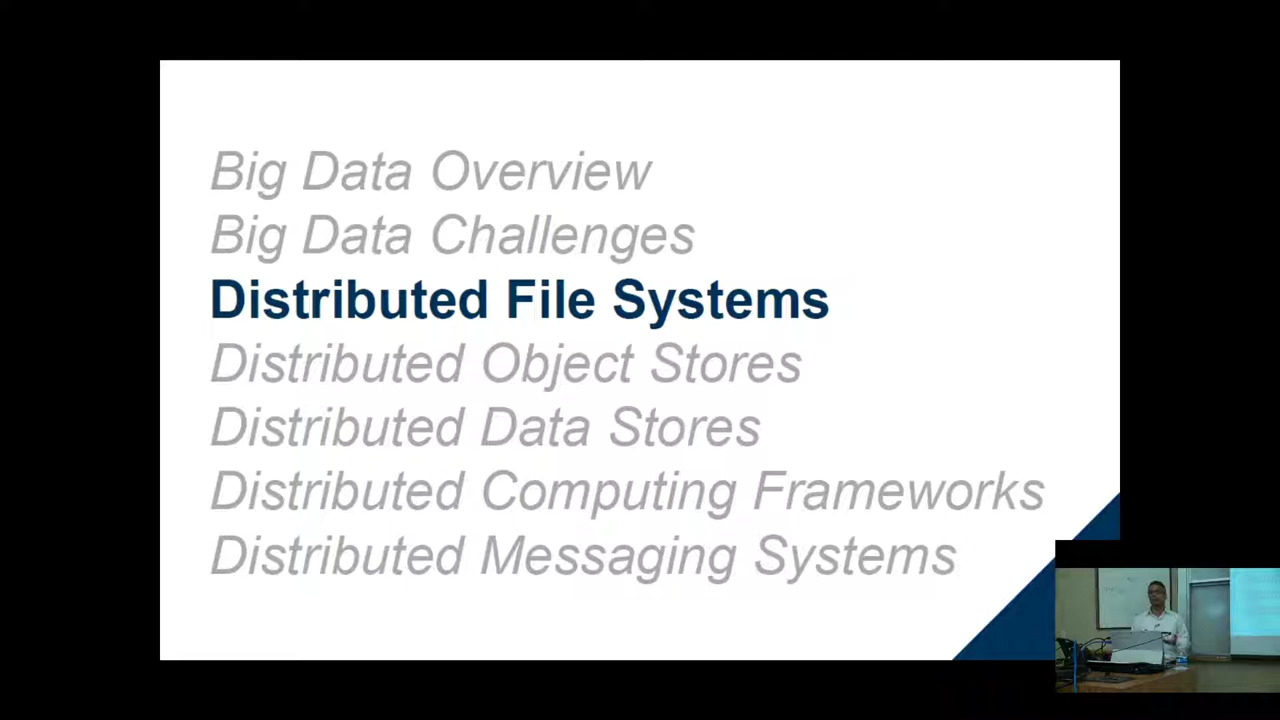 Big Data Overview
Big Data Challenges
Distributed File Systems
Distributed Object Stores
Distributed Data Stores
Distributed Computing Frameworks
Distributed Messaging Systems